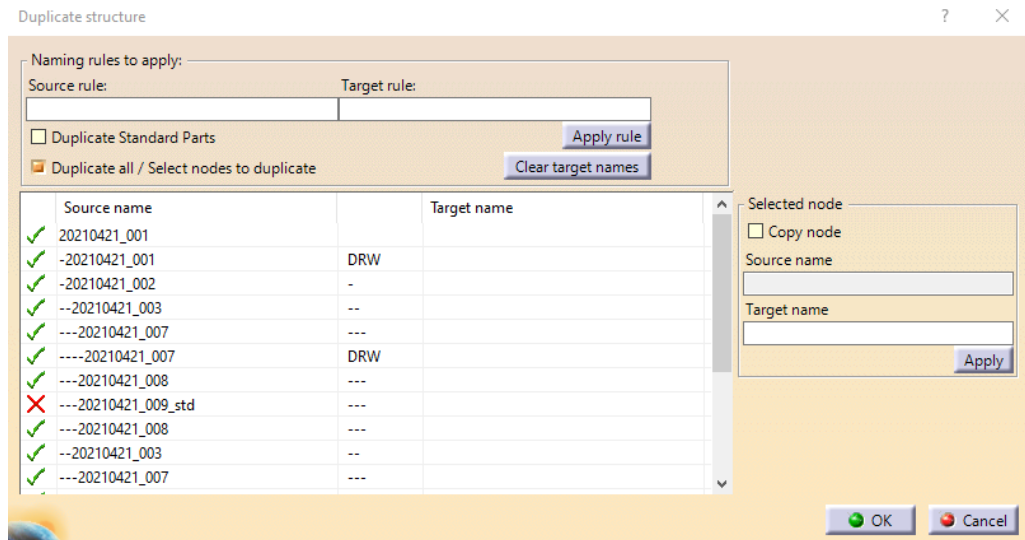 Duplicate structure
Naming rules to apply:
Source rule: Target rule:
Duplicate Standard Parts Apply rule
Duplicate all / Select nodes to duplicate Clear target names
Source name Target name
20210421_001
-20210421_001 DRW
-20210421_002 -
--20210421_003 --
---20210421_007 ---
----20210421_007 DRW
---20210421_008 ---
---20210421_009_std ---
---20210421_008 ---
--20210421_003 --
---20210421_007 ---
Selected node
Copy node
Source name
Target name
Apply
OK Cancel